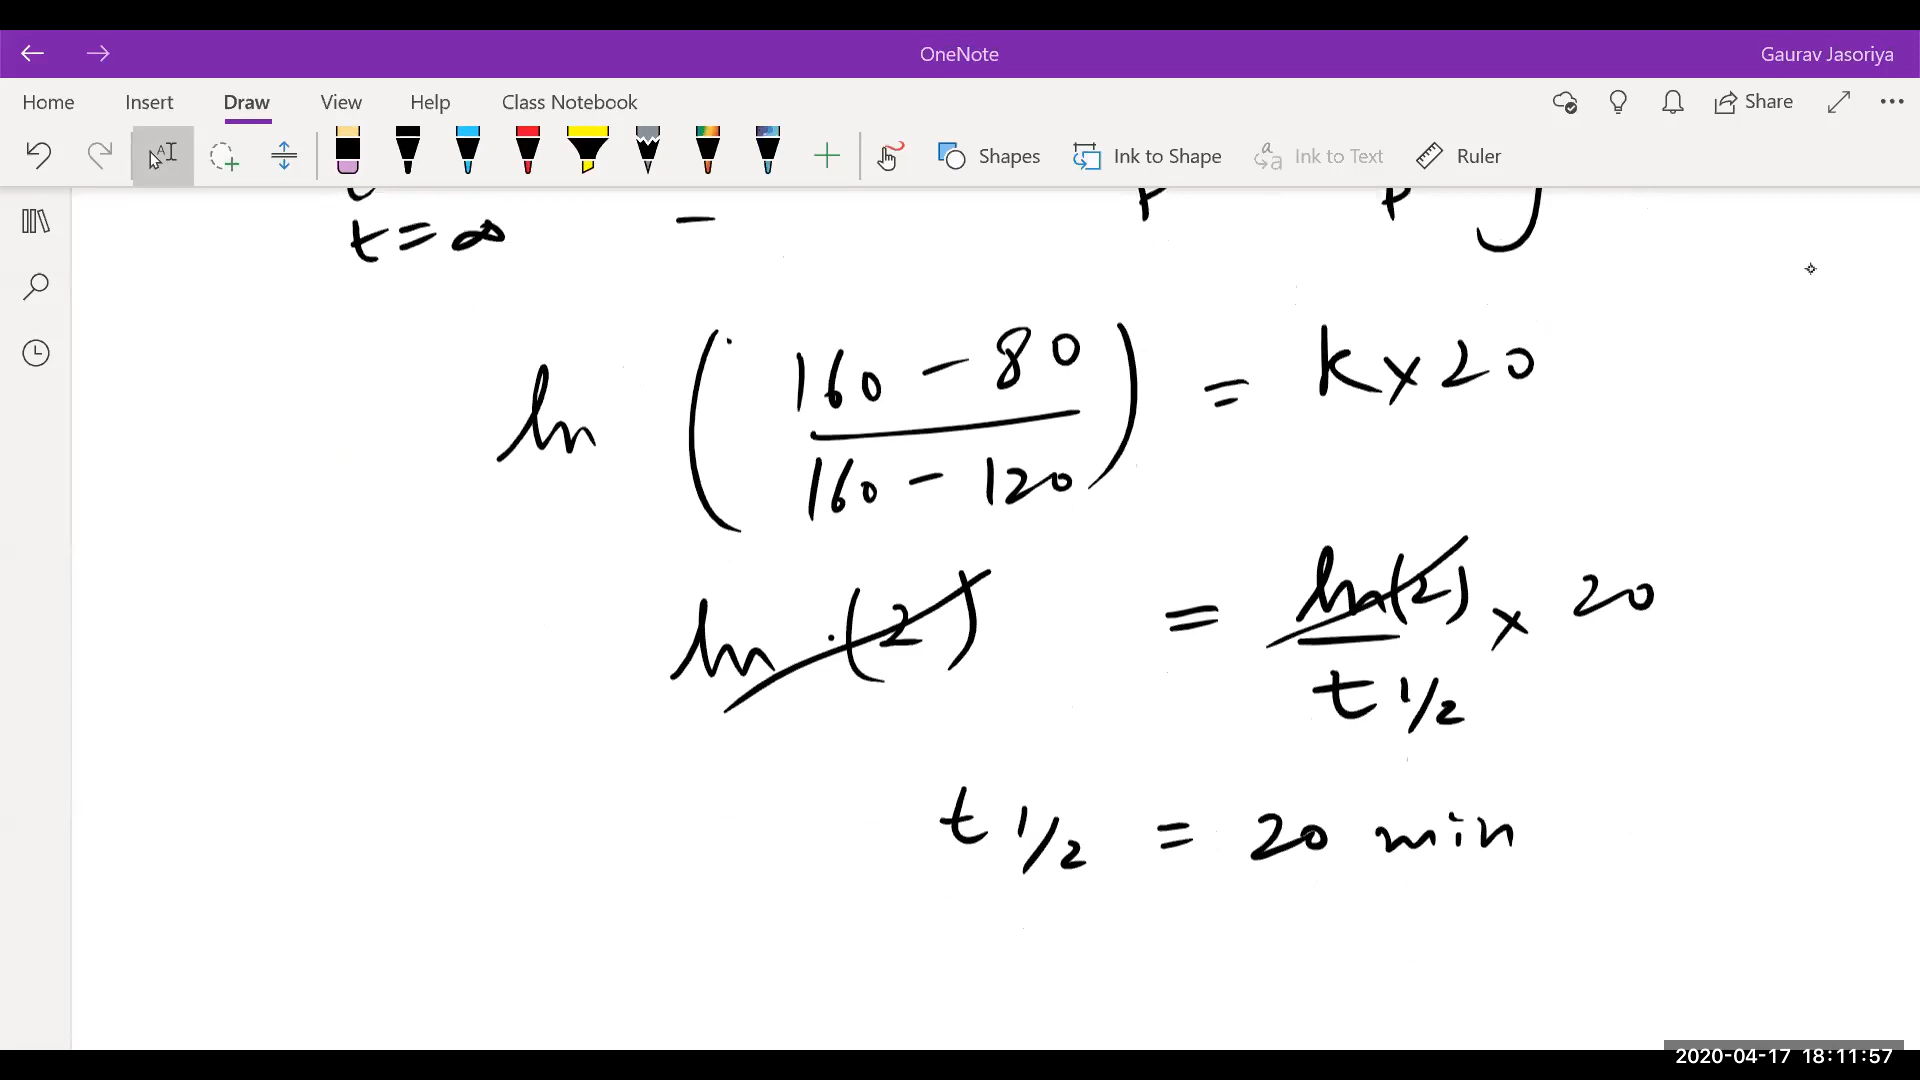 OneNote
Gaurav Jasoriya
Home Insert Draw View Help Class Notebook Share
Shapes Ink to Shape Ink to Text Ruler
t = ∞ – p p
ln ( 160 – 80 / 160 – 120 ) = k × 20
ln (2) = ln(2) / t 1/2 × 20
t 1/2 = 20 min
2020-04-17 18:11:57